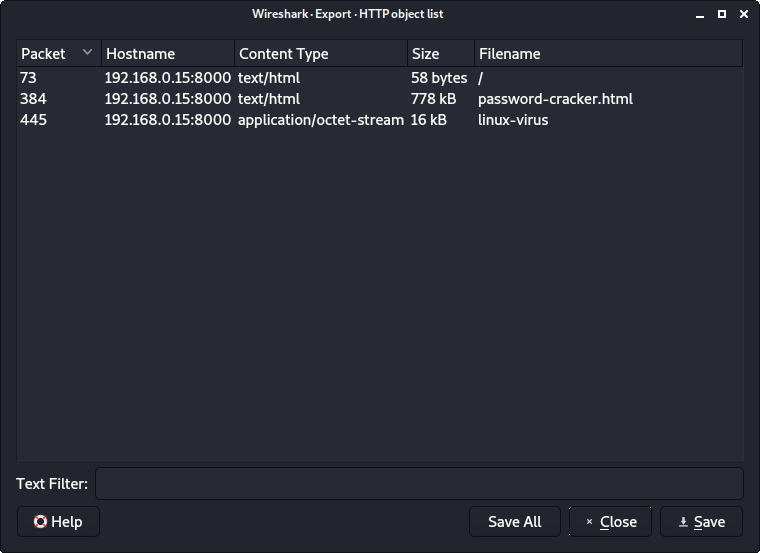 Wireshark · Export · HTTP object list
Packet Hostname Content Type Size Filename
73 192.168.0.15:8000 text/html 58 bytes /
384 192.168.0.15:8000 text/html 778 kB password-cracker.html
445 192.168.0.15:8000 application/octet-stream 16 kB linux-virus
Text Filter:
Help Save All Close Save